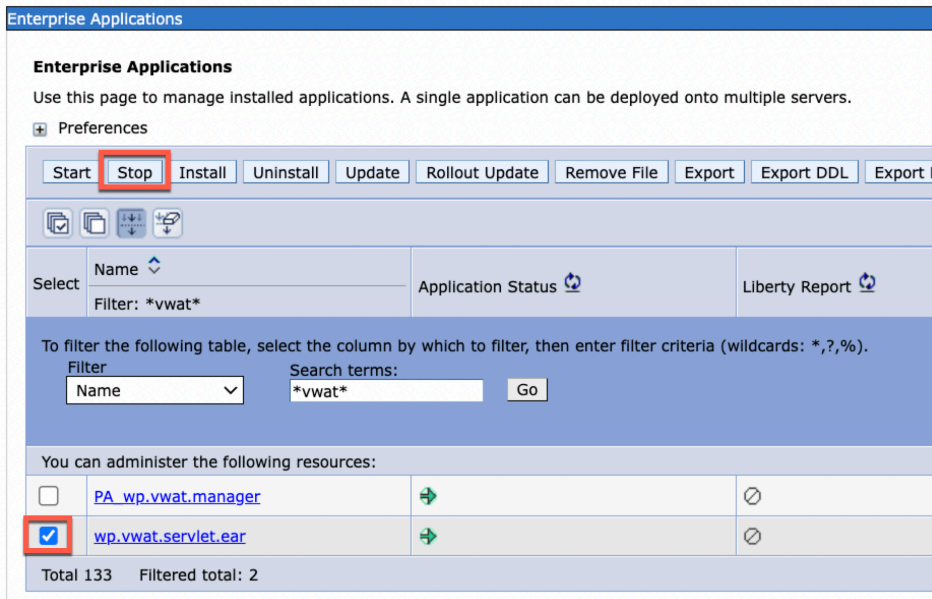 Enterprise Applications
Enterprise Applications
Use this page to manage installed applications. A single application can be deployed onto multiple servers.
Preferences
Start Stop Install Uninstall Update Rollout Update Remove File Export Export DDL Export
Select Name Application Status Liberty Report
Filter: *vwat*
To filter the following table, select the column by which to filter, then enter filter criteria (wildcards: *,?,%).
Filter Search terms:
Name *vwat* Go
You can administer the following resources:
PA_wp.vwat.manager
wp.vwat.servlet.ear
Total 133 Filtered total: 2